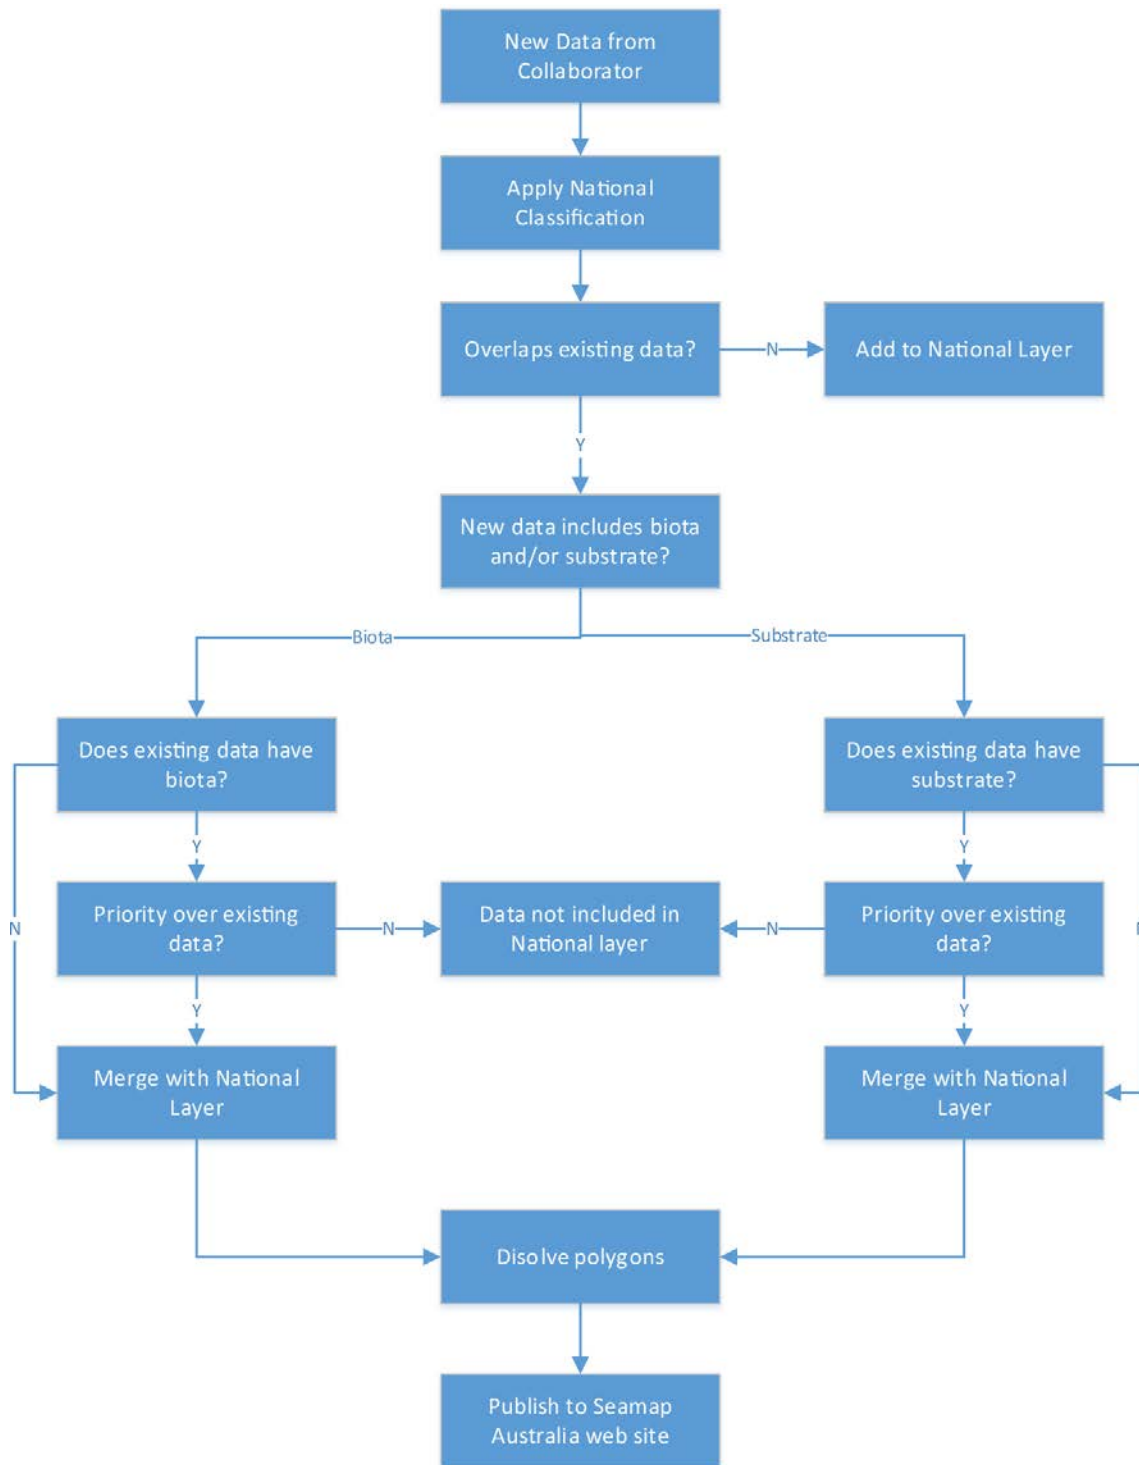 New Data from
Collaborator
Apply National
Classification
Overlaps existing data?
N
Add to National Layer
Y
New data includes biota
and/or substrate?
Biota
Substrate
Does existing data have
biota?
Does existing data have
substrate?
Y
Y
N
Priority over existing
data?
N
Data not included in
National layer
N
Priority over existing
data?
Y
Y
Merge with National
Layer
Merge with National
Layer
Disolve polygons
Publish to Seamap
Australia web site